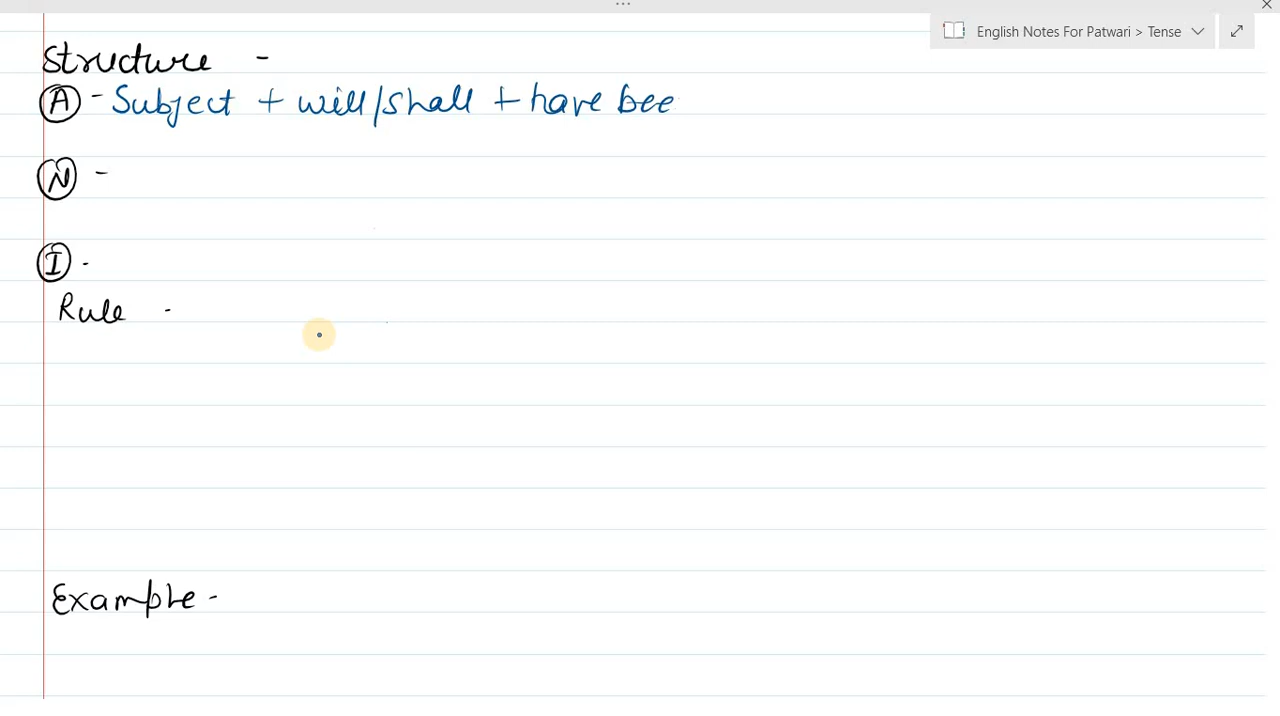 English Notes For Patwari > Tense
Structure -
(A) - Subject + will/shall + have bee
(N) -
(I) -
Rule -
Example -